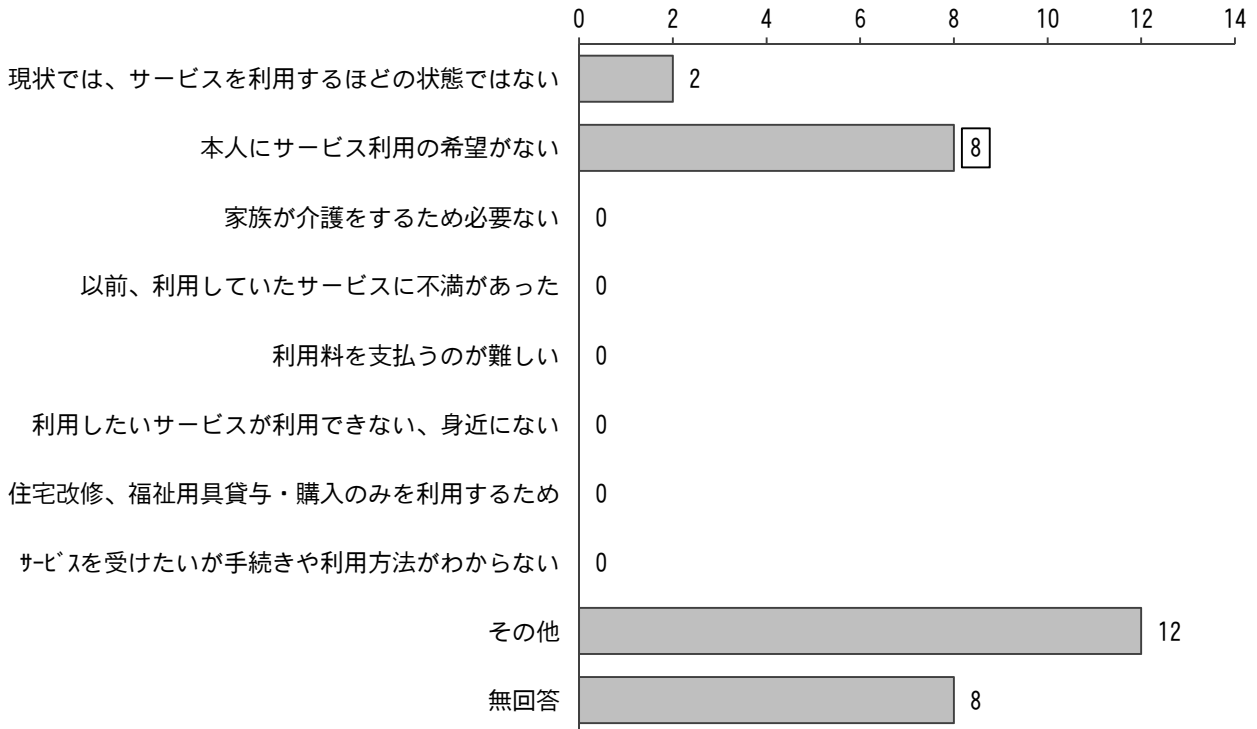 0 2 4 6 8 10 12 14
現状では、サービスを利用するほどの状態ではない 2
本人にサービス利用の希望がない 8
家族が介護をするため必要ない 0
以前、利用していたサービスに不満があった 0
利用料を支払うのが難しい 0
利用したいサービスが利用できない、身近にない 0
住宅改修、福祉用具貸与・購入のみを利用するため 0
ｻｰﾋﾞｽを受けたいが手続きや利用方法がわからない 0
その他 12
無回答 8